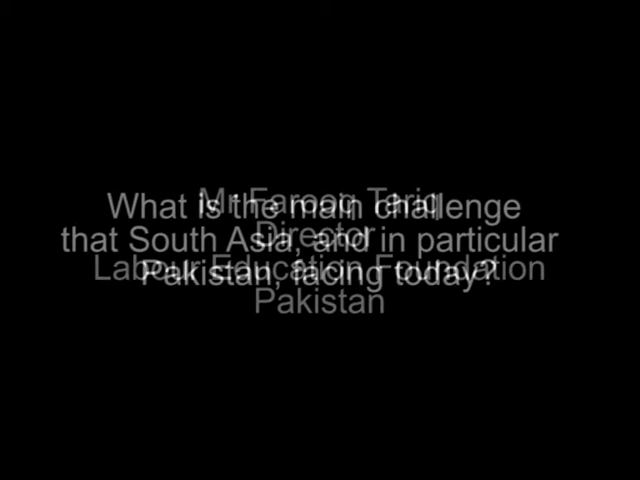 Mr Farooq Tariq
Director
Labour Education Foundation
Pakistan
What is the main challenge
that South Asia, and in particular
Pakistan, facing today?